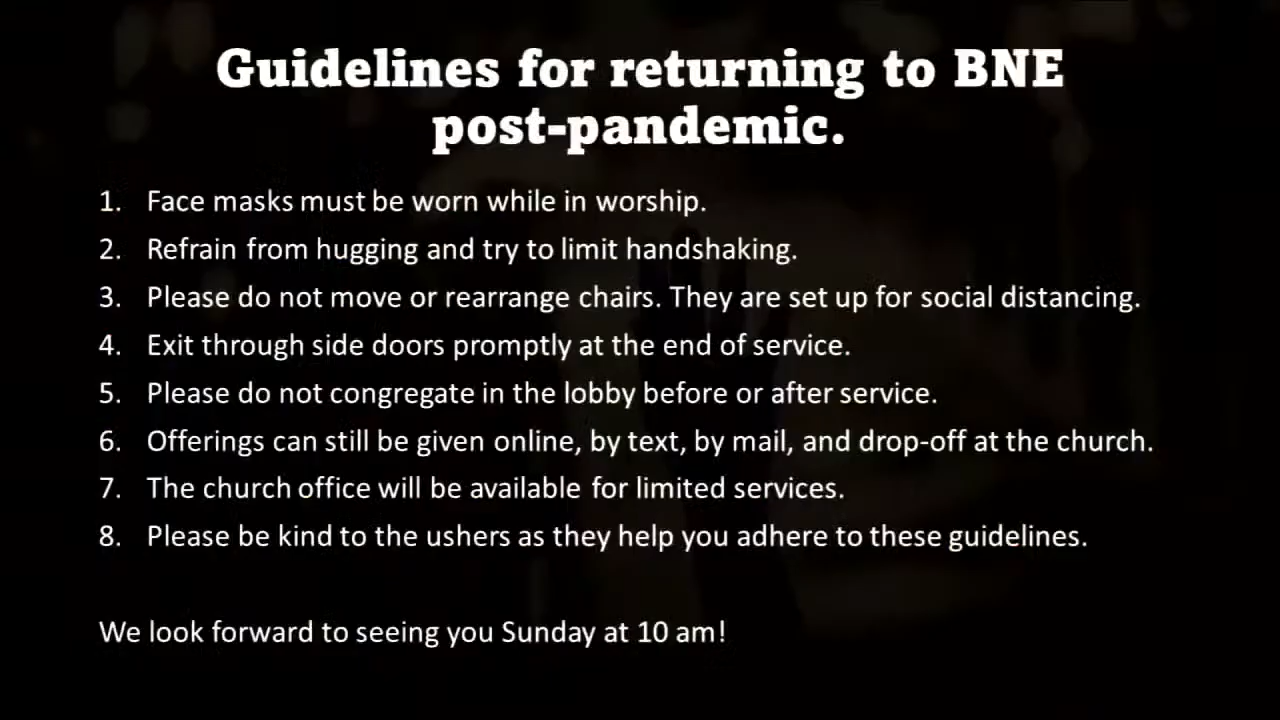 Guidelines for returning to BNE
post-pandemic.
1. Face masks must be worn while in worship.
2. Refrain from hugging and try to limit handshaking.
3. Please do not move or rearrange chairs. They are set up for social distancing.
4. Exit through side doors promptly at the end of service.
5. Please do not congregate in the lobby before or after service.
6. Offerings can still be given online, by text, by mail, and drop-off at the church.
7. The church office will be available for limited services.
8. Please be kind to the ushers as they help you adhere to these guidelines.
We look forward to seeing you Sunday at 10 am!